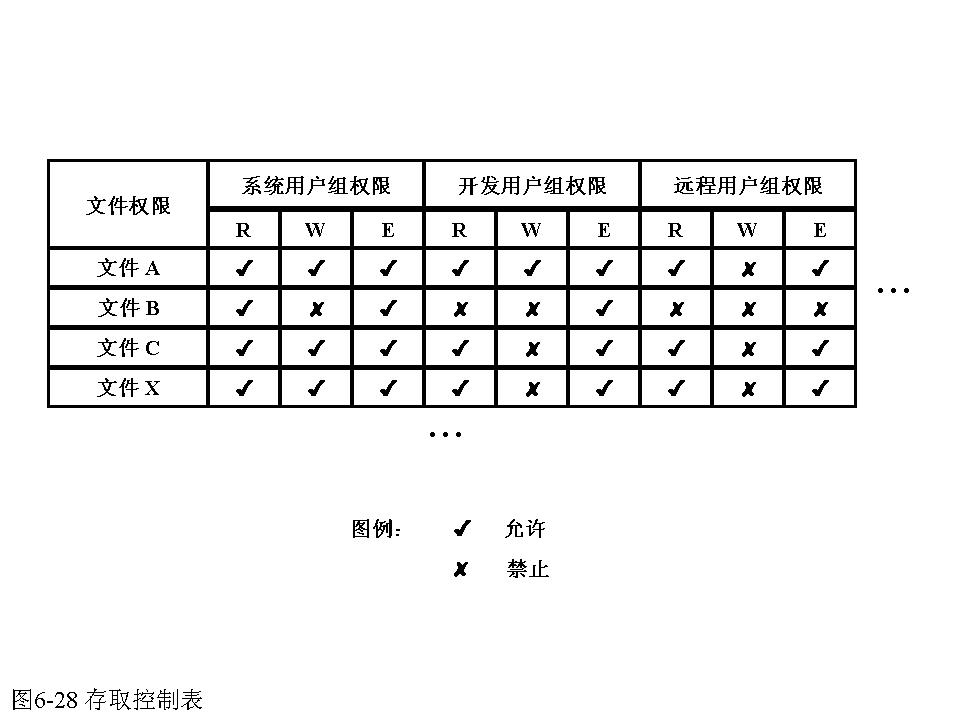 文件权限 系统用户组权限 开发用户组权限 远程用户组权限
R W E R W E R W E
文件 A ✓ ✓ ✓ ✓ ✓ ✓ ✓ ✗ ✓
文件 B ✓ ✗ ✓ ✗ ✗ ✓ ✗ ✗ ✗
文件 C ✓ ✓ ✓ ✓ ✗ ✓ ✓ ✗ ✓
文件 X ✓ ✓ ✓ ✓ ✗ ✓ ✓ ✗ ✓
…
…
图例： ✓ 允许
✗ 禁止
图6-28 存取控制表